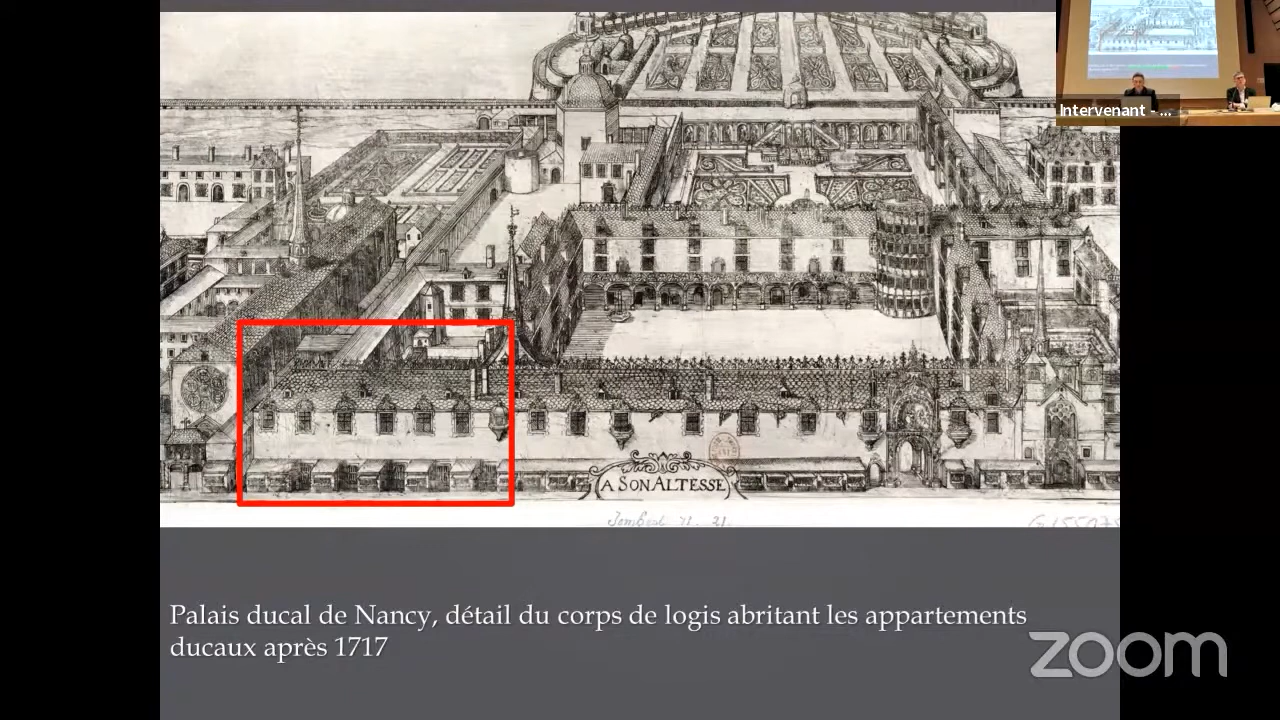 Intervenant - ...
A SON ALTESSE
Palais ducal de Nancy, détail du corps de logis abritant les appartements
ducaux après 1717
zoom